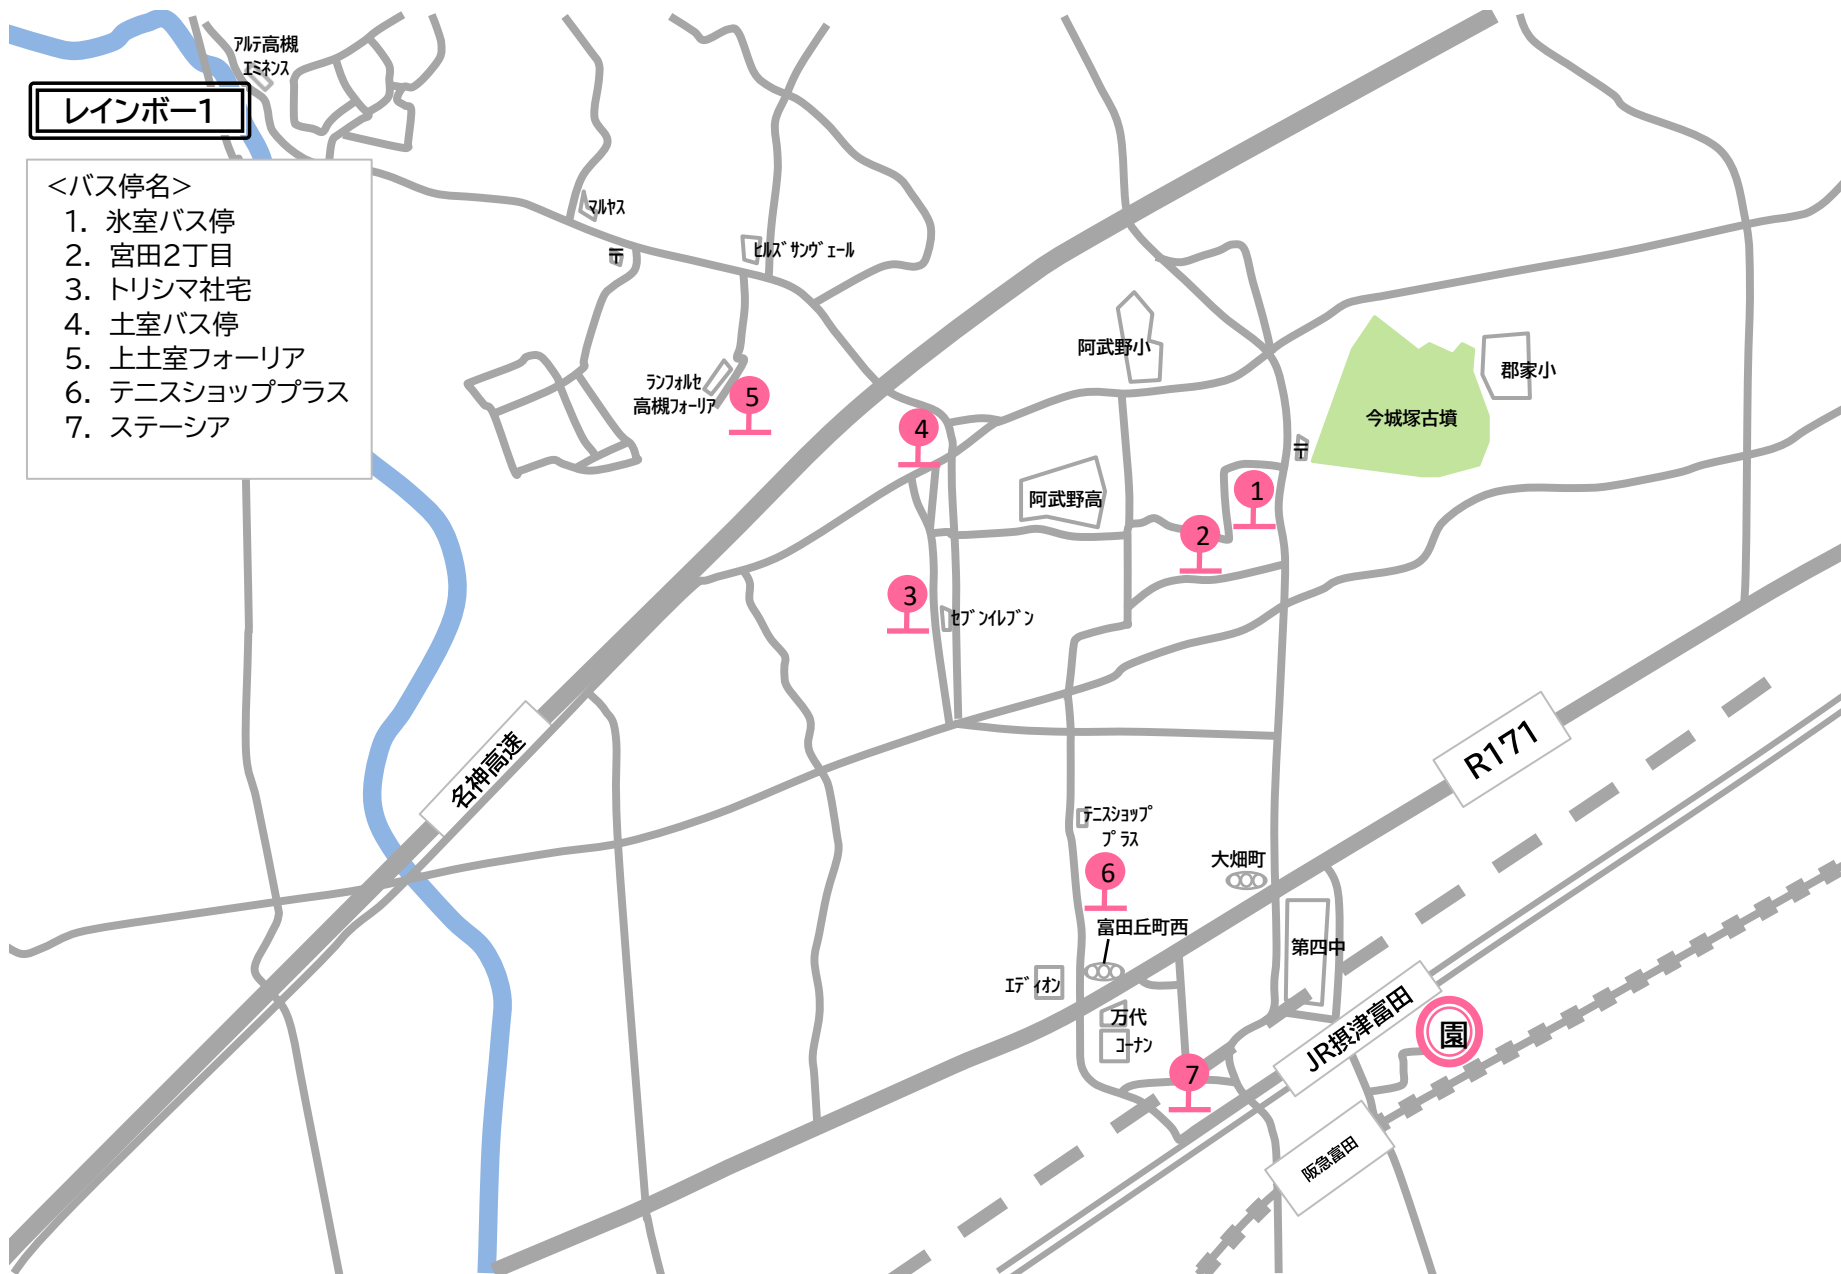 アルテ高槻
エミネンス
レインボー1
<バス停名>
1. 氷室バス停
2. 宮田2丁目
3. トリシマ社宅
4. 土室バス停
5. 上土室フォーリア
6. テニスショッププラス
7. ステーシア
マルヤス
〒
ヒルズサンヴェール
阿武野小
郡家小
ランフォルセ
高槻フォーリア
5
今城塚古墳
4
〒
阿武野高
1
2
3
セブンイレブン
名神高速
R171
テニスショップ
プラス
大畑町
6
富田丘町西
第四中
エディオン
万代
コーナン
JR摂津富田
園
7
阪急富田